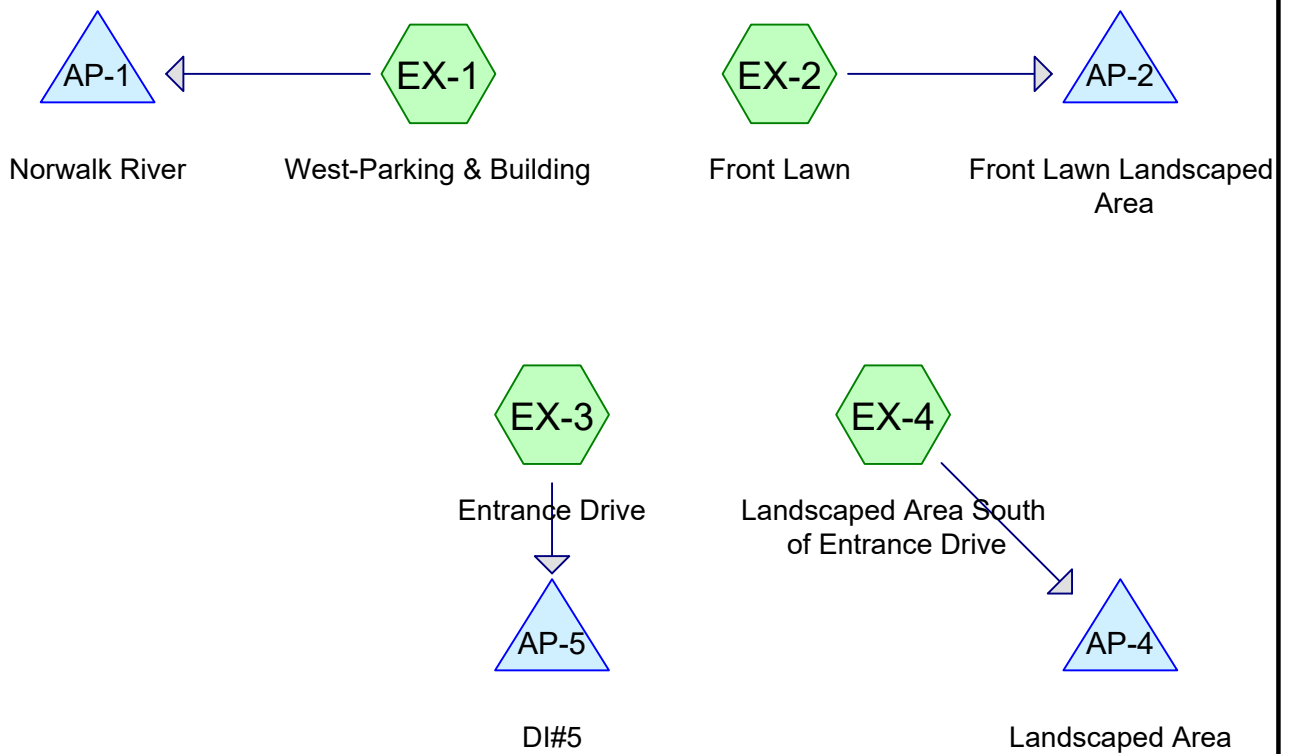 AP-1
EX-1
EX-2
AP-2
Norwalk River
West-Parking & Building
Front Lawn
Front Lawn Landscaped
Area
EX-3
EX-4
Entrance Drive
Landscaped Area South
of Entrance Drive
AP-5
AP-4
DI#5
Landscaped Area